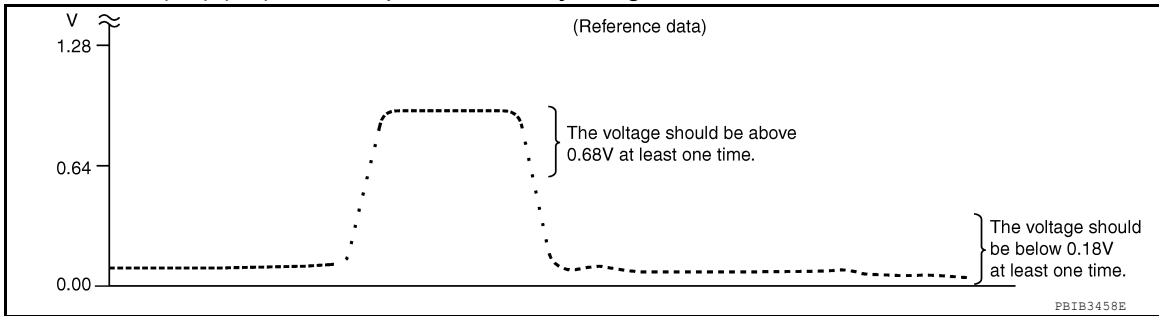 V
(Reference data)
1.28
The voltage should be above
0.68V at least one time.
0.64
The voltage should
be below 0.18V
at least one time.
0.00
PBIB3458E